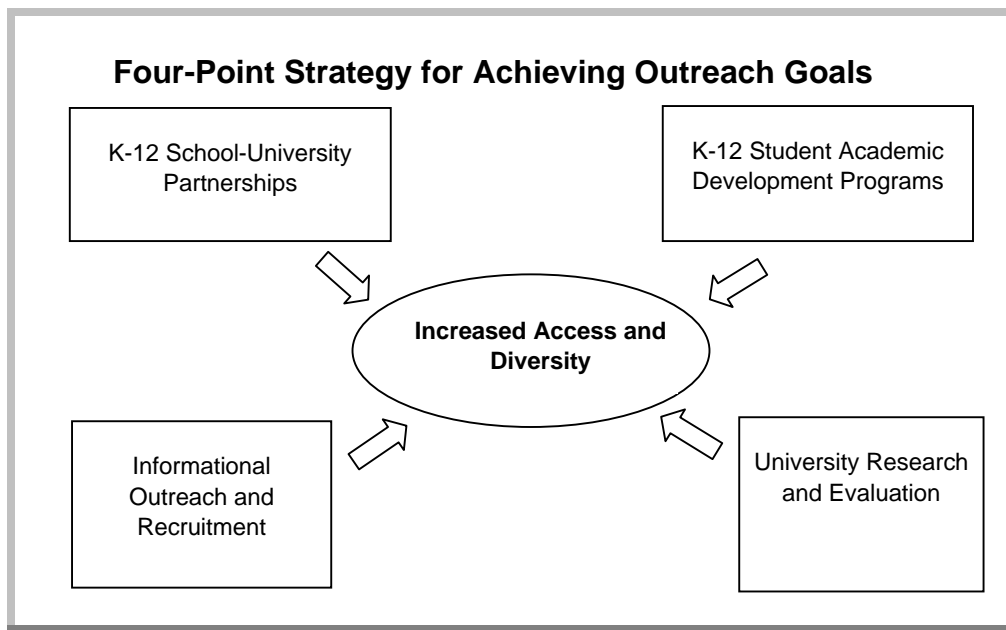 Four-Point Strategy for Achieving Outreach Goals
K-12 School-University
Partnerships
K-12 Student Academic
Development Programs
Increased Access and
Diversity
Informational
Outreach and
Recruitment
University Research
and Evaluation